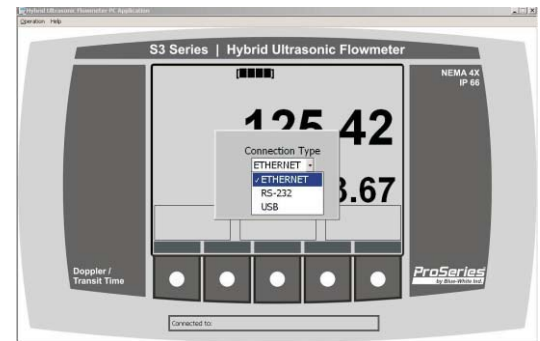 Hybrid Ultrasonic Flowmeter PC Application
Operation Help
S3 Series | Hybrid Ultrasonic Flowmeter
NEMA 4X
IP 66
125.42
Connection Type
ETHERNET
✓ETHERNET
RS-232
USB
3.67
Doppler /
Transit Time
ProSeries
by Blue-White Ind.
Connected to: